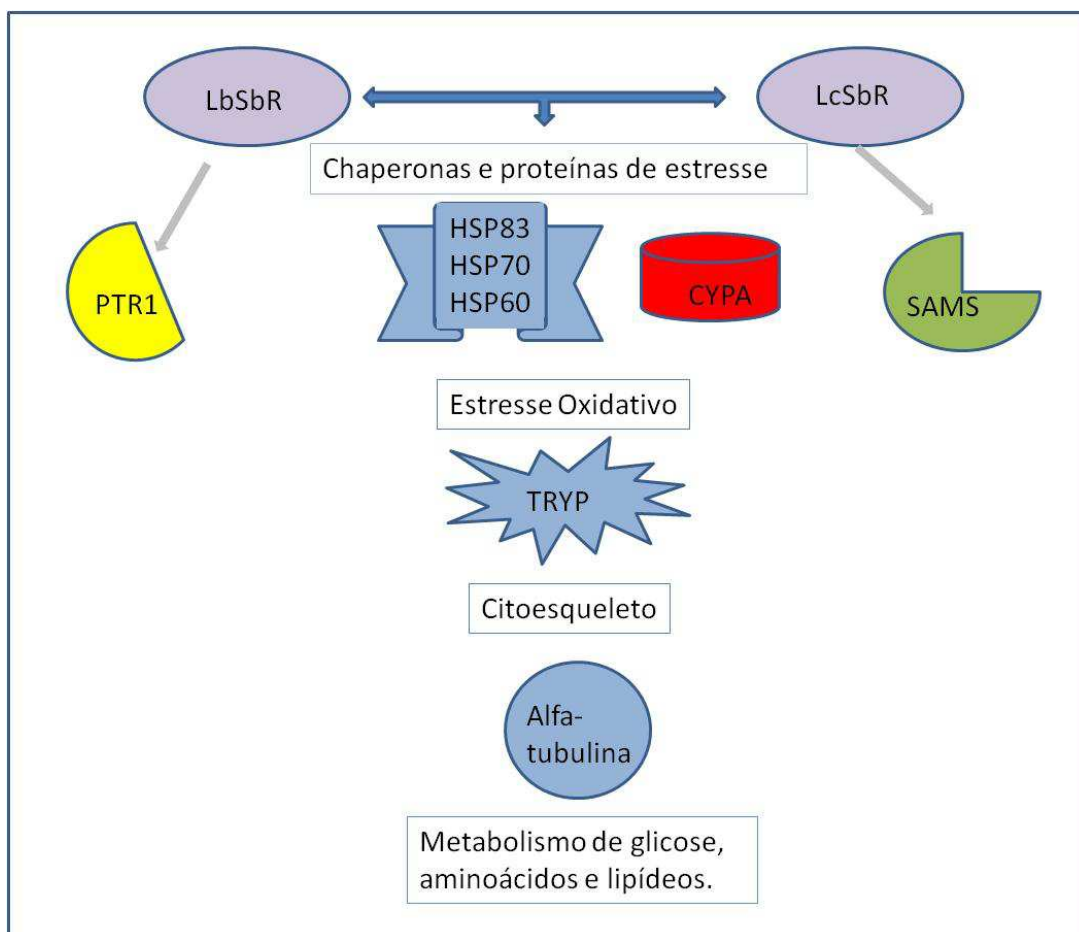 LbSbR
LcSbR
Chaperonas e proteínas de estresse
PTR1
HSP83
HSP70
HSP60
CYPA
SAMS
Estresse Oxidativo
TRYP
Citoesqueleto
Alfa-
tubulina
Metabolismo de glicose,
aminoácidos e lipídeos.